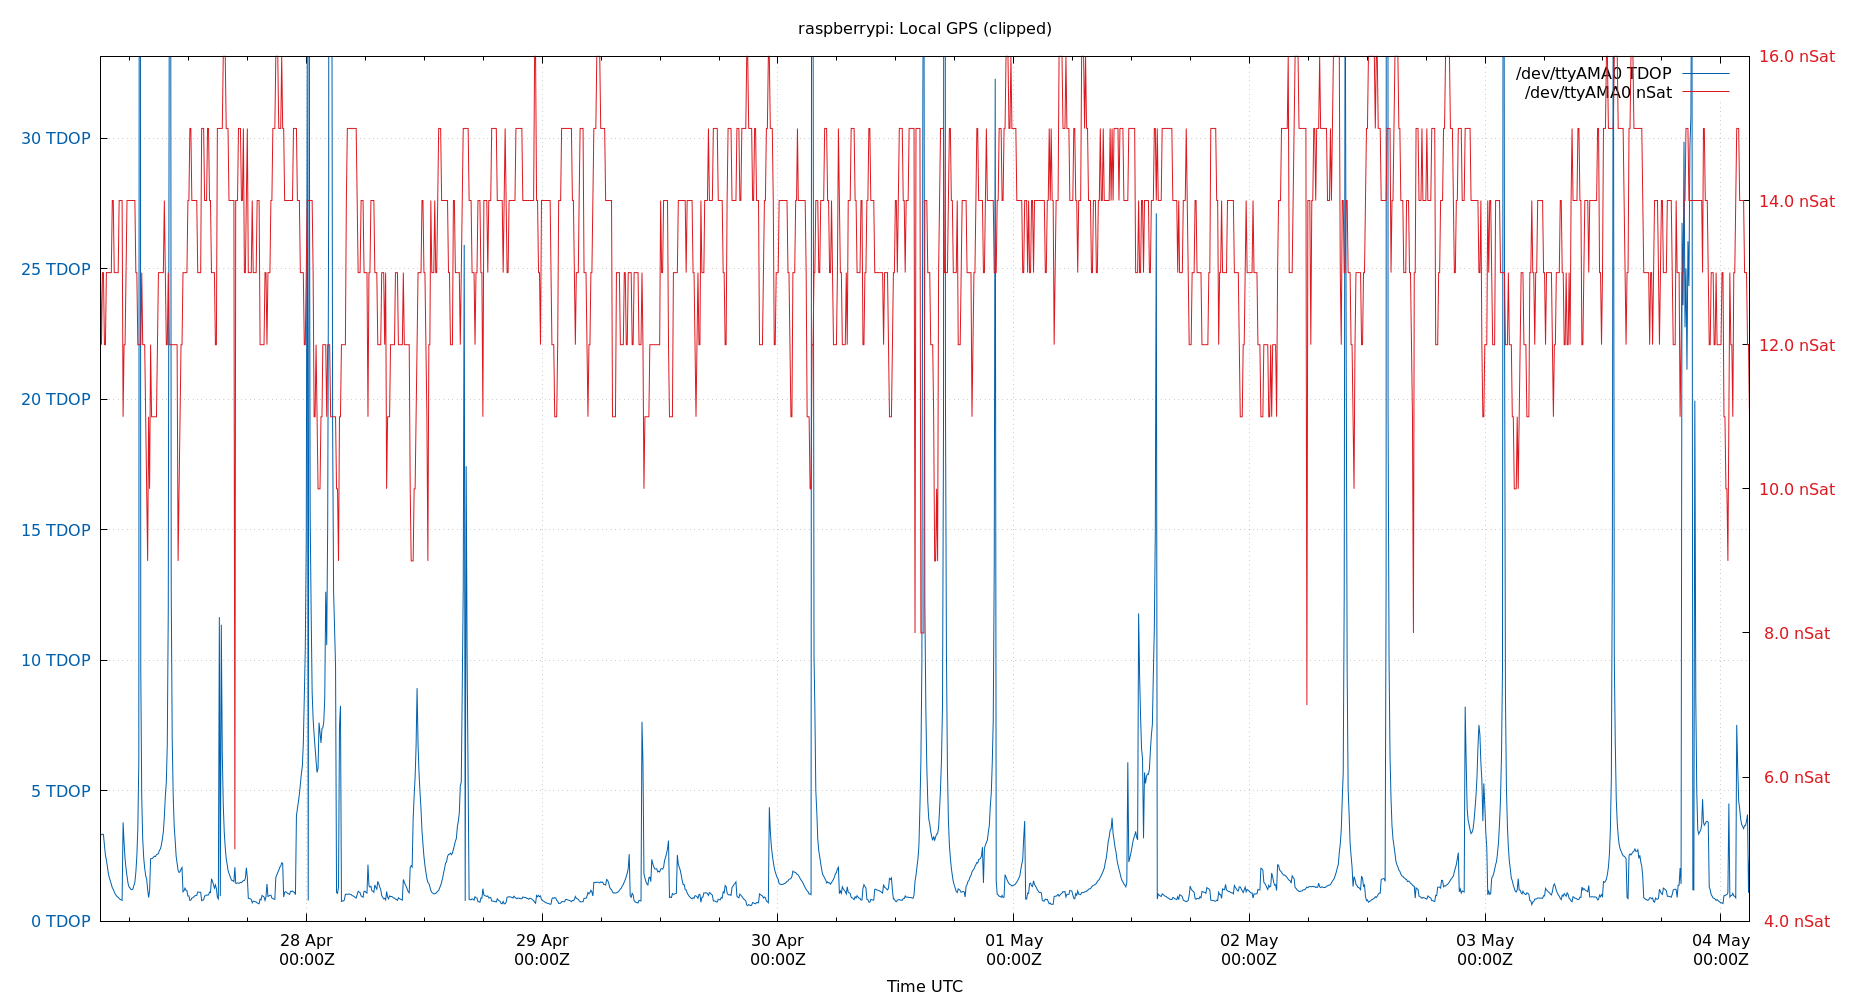 raspberrypi: Local GPS (clipped)
/dev/ttyAMA0 TDOP
/dev/ttyAMA0 nSat
30 TDOP
25 TDOP
20 TDOP
15 TDOP
10 TDOP
5 TDOP
0 TDOP
16.0 nSat
14.0 nSat
12.0 nSat
10.0 nSat
8.0 nSat
6.0 nSat
4.0 nSat
28 Apr 29 Apr 30 Apr 01 May 02 May 03 May 04 May
00:00Z 00:00Z 00:00Z 00:00Z 00:00Z 00:00Z 00:00Z
Time UTC